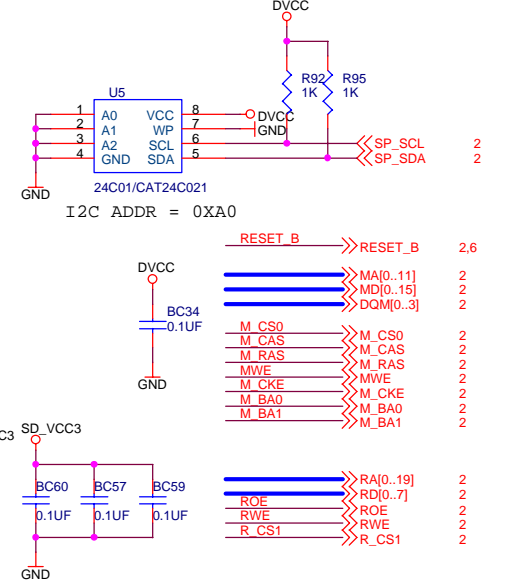 DVCC
R92 R95
1K 1K
U5
1 A0 VCC 8 DVCC
2 A1 WP 7 GND
3 A2 SCL 6 SP_SCL 2
4 GND SDA 5 SP_SDA 2
24C01/CAT24C021
GND
I2C ADDR = 0XA0
RESET_B RESET_B 2,6
DVCC
MA[0..11] 2
MD[0..15] 2
DQM[0..3] 2
BC34
0.1UF
GND
M_CS0 M_CS0 2
M_CAS M_CAS 2
M_RAS M_RAS 2
MWE MWE 2
M_CKE M_CKE 2
M_BA0 M_BA0 2
M_BA1 M_BA1 2
C3 SD_VCC3
BC60 BC57 BC59
0.1UF 0.1UF 0.1UF
GND
RA[0..19] 2
RD[0..7] 2
ROE ROE 2
RWE RWE 2
R_CS1 R_CS1 2